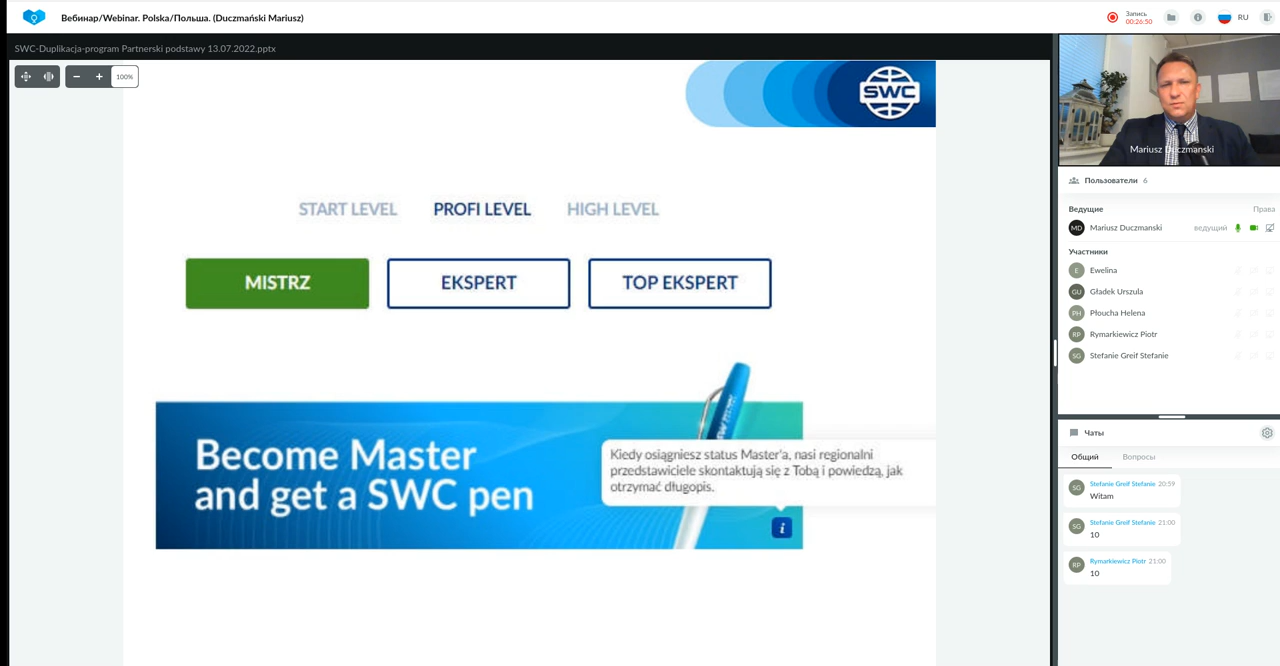 Вебинар/Webinar. Polska/Польша. (Duczmański Mariusz)
Запись
00:26:50
RU
SWC-Duplikacja-program Partnerski podstawy 13.07.2022.pptx
100%
SWC
START LEVEL PROFI LEVEL HIGH LEVEL
MISTRZ EKSPERT TOP EKSPERT
Become Master
and get a SWC pen
Kiedy osiągniesz status Master'a, nasi regionalni
przedstawiciele skontaktują się z Tobą i powiedzą, jak
otrzymać długopis.
i
Mariusz Duczmanski
Пользователи 6
Ведущие Права
MD Mariusz Duczmanski ведущий
Участники
E Ewelina
GU Gładek Urszula
PH Płoucha Helena
RP Rymarkiewicz Piotr
SG Stefanie Greif Stefanie
Чаты
Общий Вопросы
SG Stefanie Greif Stefanie 20:59
Witam
SG Stefanie Greif Stefanie 21:00
10
RP Rymarkiewicz Piotr 21:00
10